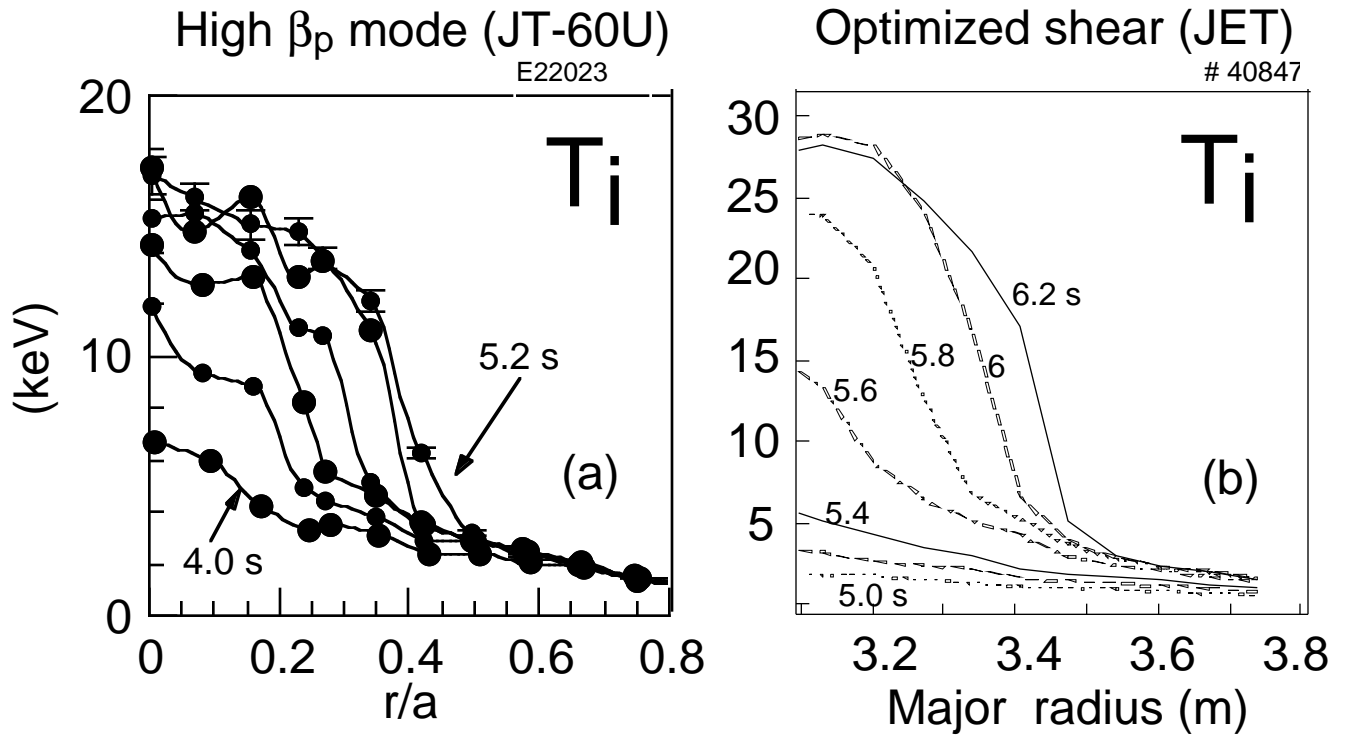 High βp mode (JT-60U)
E22023
20
10
0
(keV)
Ti
5.2 s
4.0 s
(a)
0 0.2 0.4 0.6 0.8
r/a
Optimized shear (JET)
# 40847
30
25
20
15
10
5
Ti
6.2 s
5.8
6
5.6
5.4
5.0 s
(b)
3.2 3.4 3.6 3.8
Major radius (m)